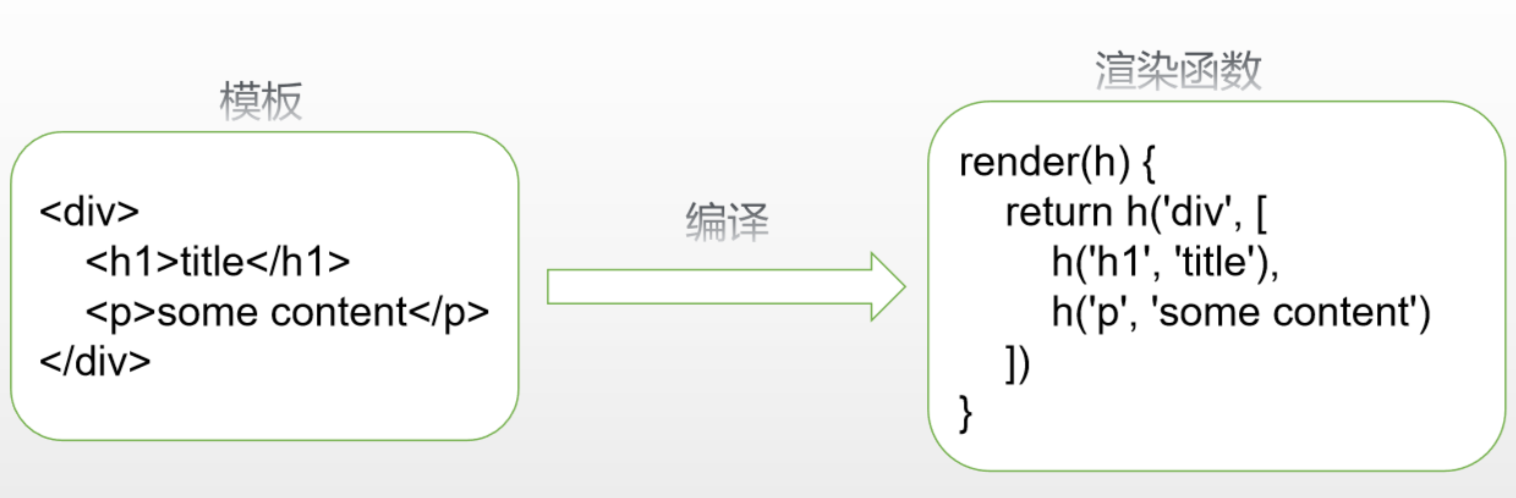 模板
<div>
<h1>title</h1>
<p>some content</p>
</div>
编译
渲染函数
render(h) {
return h('div', [
h('h1', 'title'),
h('p', 'some content')
])
}